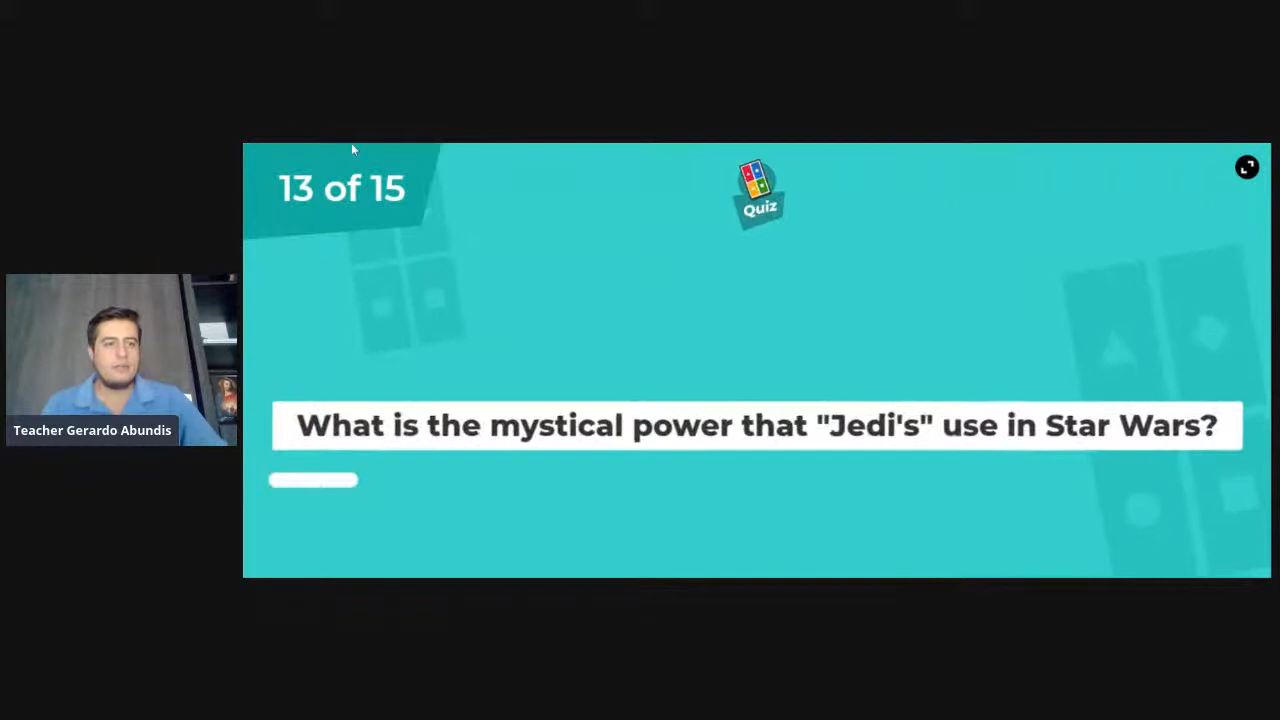 13 of 15
Quiz
What is the mystical power that "Jedi's" use in Star Wars?
Teacher Gerardo Abundis